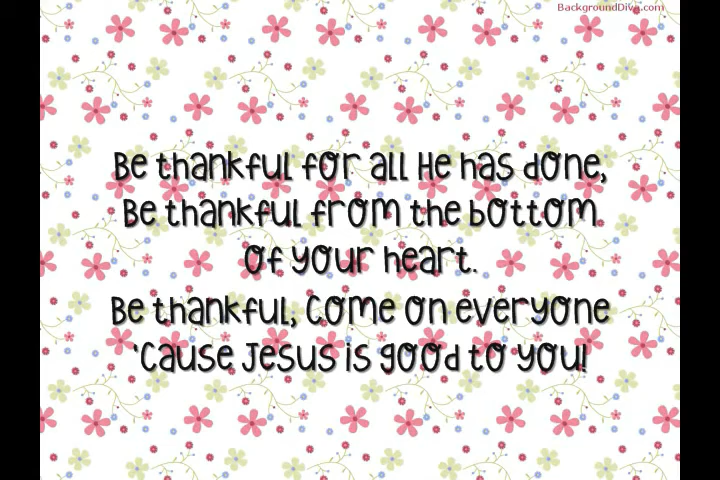 BackgroundDiva.com
Be thankful for all He has done,
Be thankful from the bottom
Of your heart.
Be thankful, Come on everyone
'Cause Jesus is good to you!